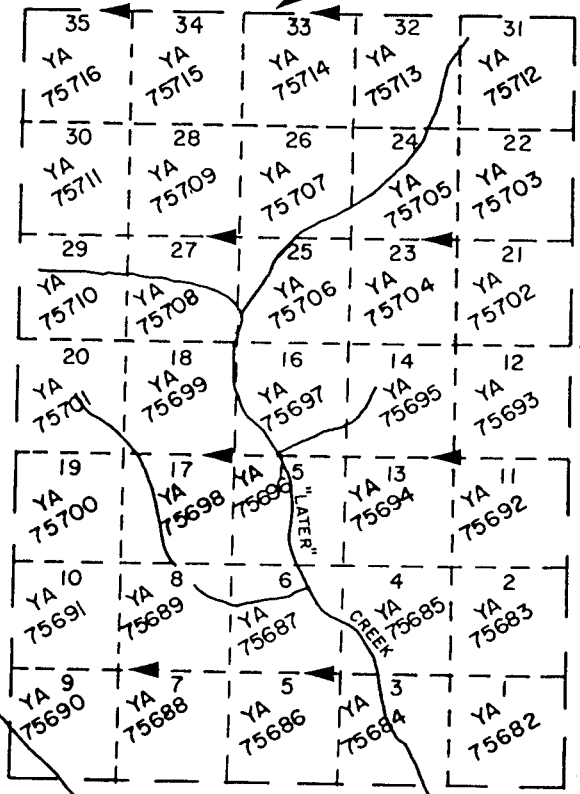 35 34 33 32 31
YA 75716 YA 75715 YA 75714 YA 75713 YA 75712
30 28 26 24 22
YA 75711 YA 75709 YA 75707 YA 75705 YA 75703
29 27 25 23 21
YA 75710 YA 75708 YA 75706 YA 75704 YA 75702
20 18 16 14 12
YA 75701 YA 75699 YA 75697 YA 75695 YA 75693
19 17 15 13 11
YA 75700 YA 75698 YA 75696 YA 75694 YA 75692
"LATER"
10 8 6 4 2
YA 75691 YA 75689 YA 75687 YA 75685 YA 75683
CREEK
9 7 5 3 1
YA 75690 YA 75688 YA 75686 YA 75684 YA 75682